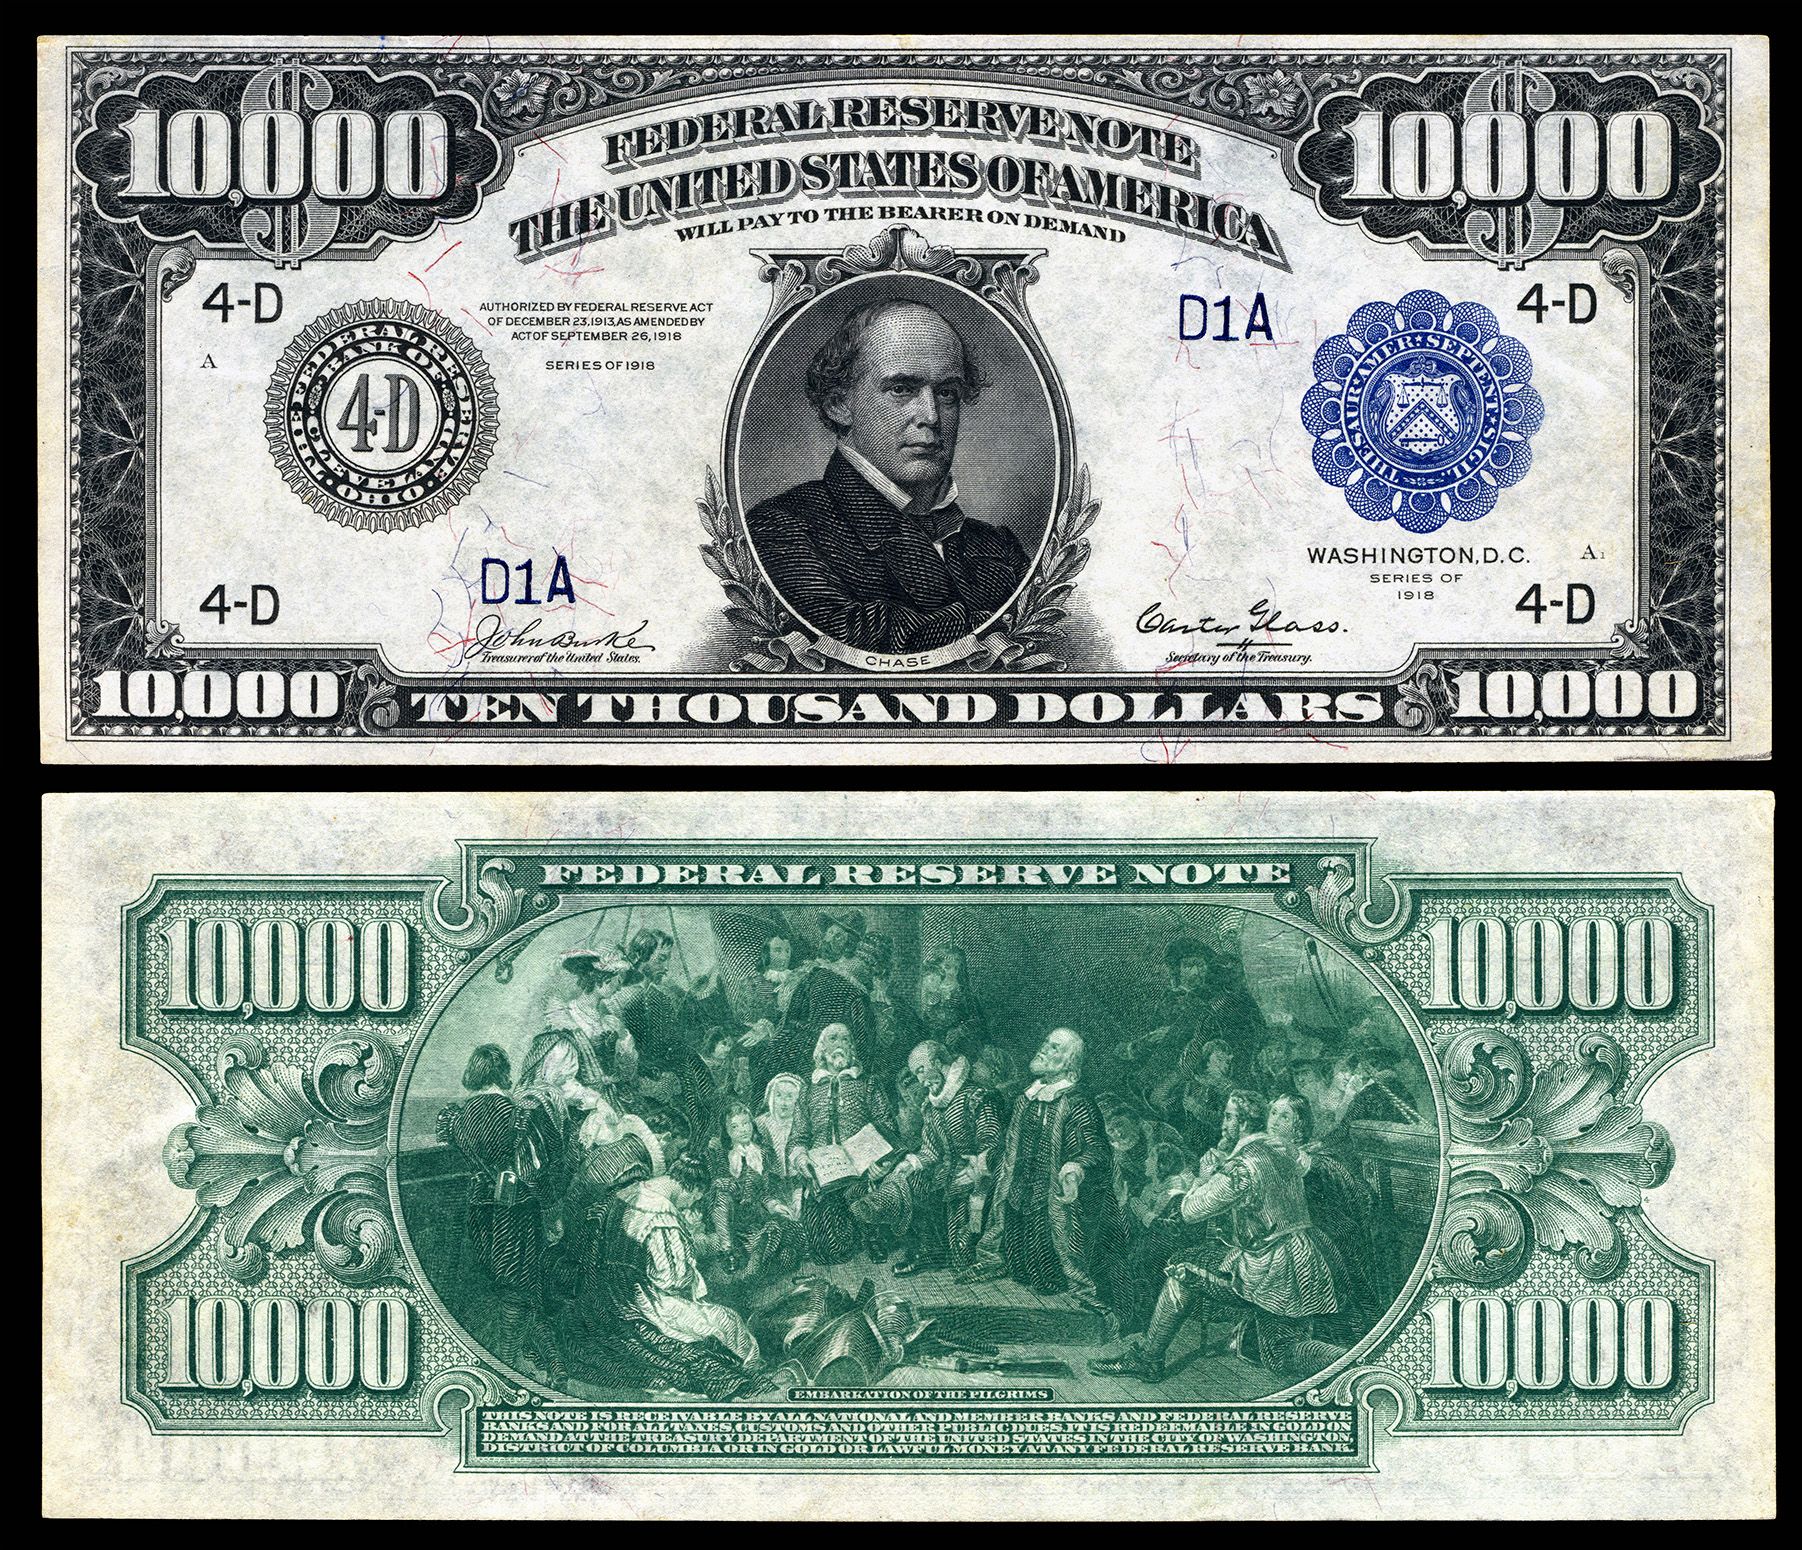 10,000
10,000
FEDERAL RESERVE NOTE
THE UNITED STATES OF AMERICA
WILL PAY TO THE BEARER ON DEMAND
4-D
4-D
A
AUTHORIZED BY FEDERAL RESERVE ACT
OF DECEMBER 23,1913, AS AMENDED BY
ACT OF SEPTEMBER 26, 1918
SERIES OF 1918
D1A
THE FEDERAL RESERVE
BANK OF
CLEVELAND
OHIO
4-D
THESAUR. AMER. SEPTENT. SIGIL.
WASHINGTON, D.C.
SERIES OF
1918
A1
4-D
D1A
4-D
John Burke
Treasurer of the United States.
Carter Glass.
Secretary of the Treasury.
CHASE
10,000
TEN THOUSAND DOLLARS
10,000
FEDERAL RESERVE NOTE
10,000
10,000
10,000
10,000
EMBARKATION OF THE PILGRIMS
THIS NOTE IS RECEIVABLE BY ALL NATIONAL AND MEMBER BANKS AND FEDERAL RESERVE
BANKS AND FOR ALL TAXES, CUSTOMS AND OTHER PUBLIC DUES. IT IS REDEEMABLE IN GOLD ON
DEMAND AT THE TREASURY DEPARTMENT OF THE UNITED STATES IN THE CITY OF WASHINGTON
DISTRICT OF COLUMBIA OR IN GOLD OR LAWFUL MONEY AT ANY FEDERAL RESERVE BANK